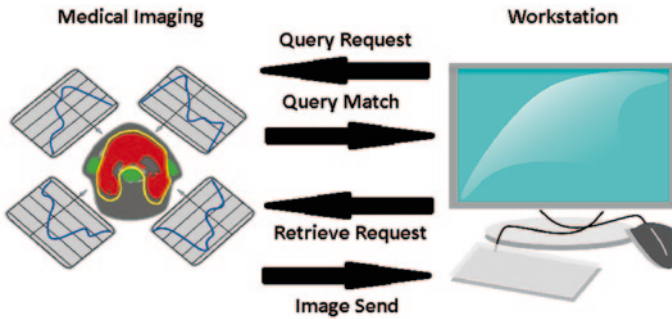 Medical Imaging
Workstation
Query Request
Query Match
Retrieve Request
Image Send